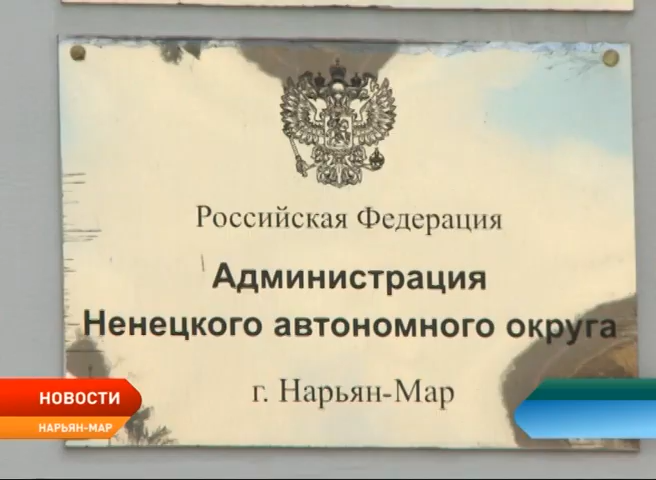 Российская Федерация
Администрация
Ненецкого автономного округа
г. Нарьян-Мар
НОВОСТИ
НАРЬЯН-МАР